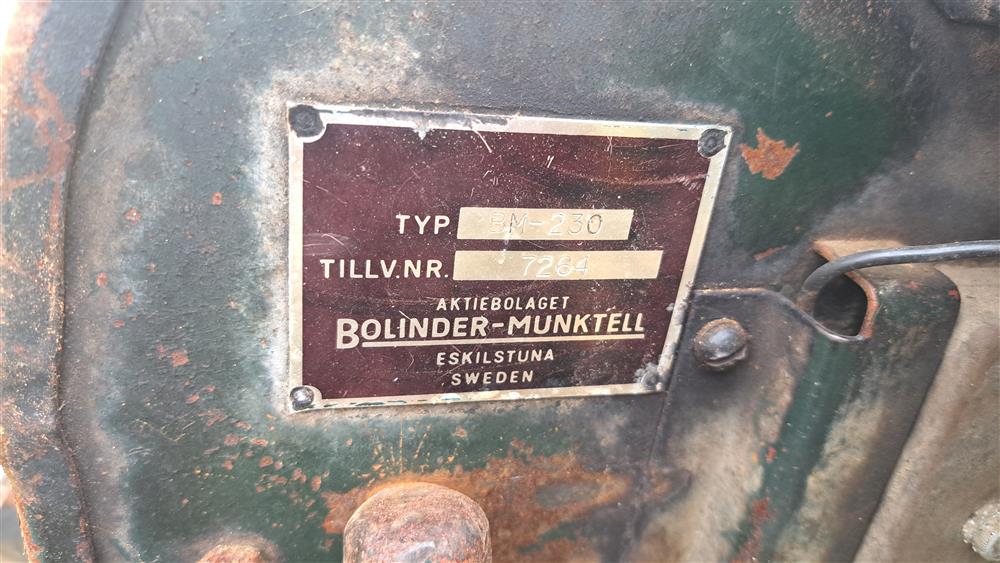 TYP BM-230
TILLV.NR. 7264
AKTIEBOLAGET
BOLINDER-MUNKTELL
ESKILSTUNA
SWEDEN